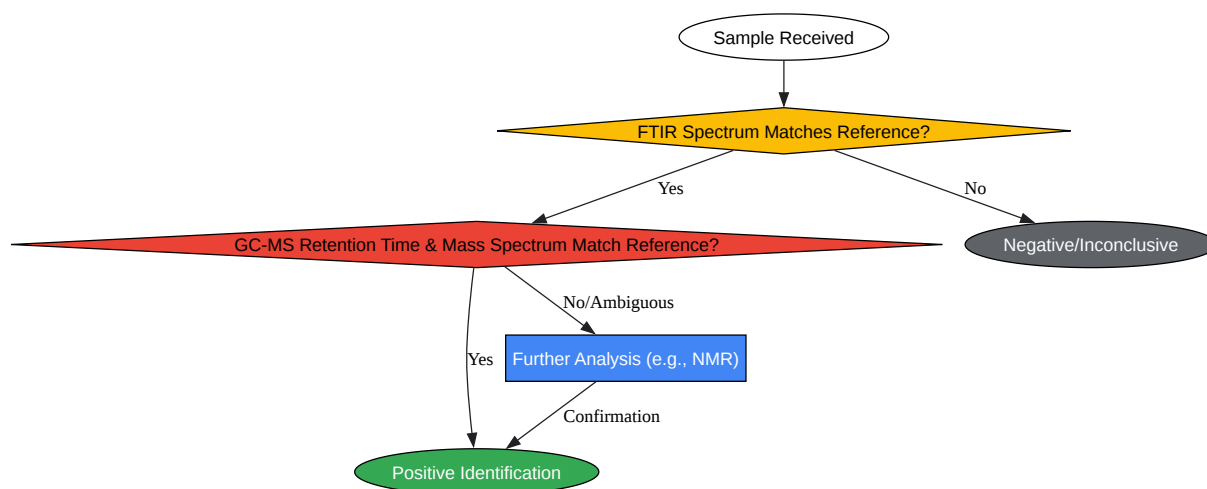 Sample Received
FTIR Spectrum Matches Reference?
Yes
No
GC-MS Retention Time & Mass Spectrum Match Reference?
Negative/Inconclusive
No/Ambiguous
Yes
Further Analysis (e.g., NMR)
Confirmation
Positive Identification